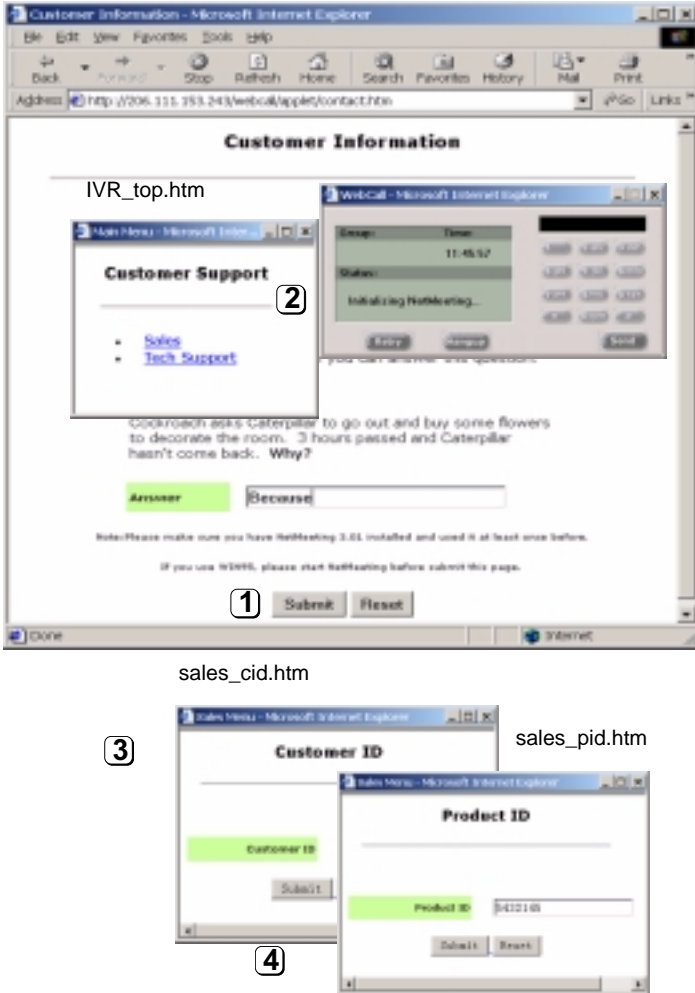 Customer Information - Microsoft Internet Explorer
File Edit View Favorites Tools Help
Back Forward Stop Refresh Home Search Favorites History Mail Print
Address http://206.111.153.243/webcall/applet/contact.htm Go Links
Customer Information
IVR_top.htm
WebCall - Microsoft Internet Explorer
Main Menu - Microsoft Inter...
Group: Time:
11:45:57
Status:
Initializing NetMeeting...
Retry Hangup Send
Customer Support
2
Sales
Tech Support
you can answer this question.
Cockroach asks Caterpillar to go out and buy some flowers
to decorate the room. 3 hours passed and Caterpillar
hasn't come back. Why?
Answer Because
Note:Please make sure you have NetMeeting 3.01 installed and used it at least once before.
If you use WIN95, please start NetMeeting before submit this page.
1 Submit Reset
Done Internet
sales_cid.htm
3
Sales Menu - Microsoft Internet Explorer
Customer ID
sales_pid.htm
Sales Menu - Microsoft Internet Explorer
Product ID
Customer ID
Submit
Product ID 5432165
Submit Reset
4